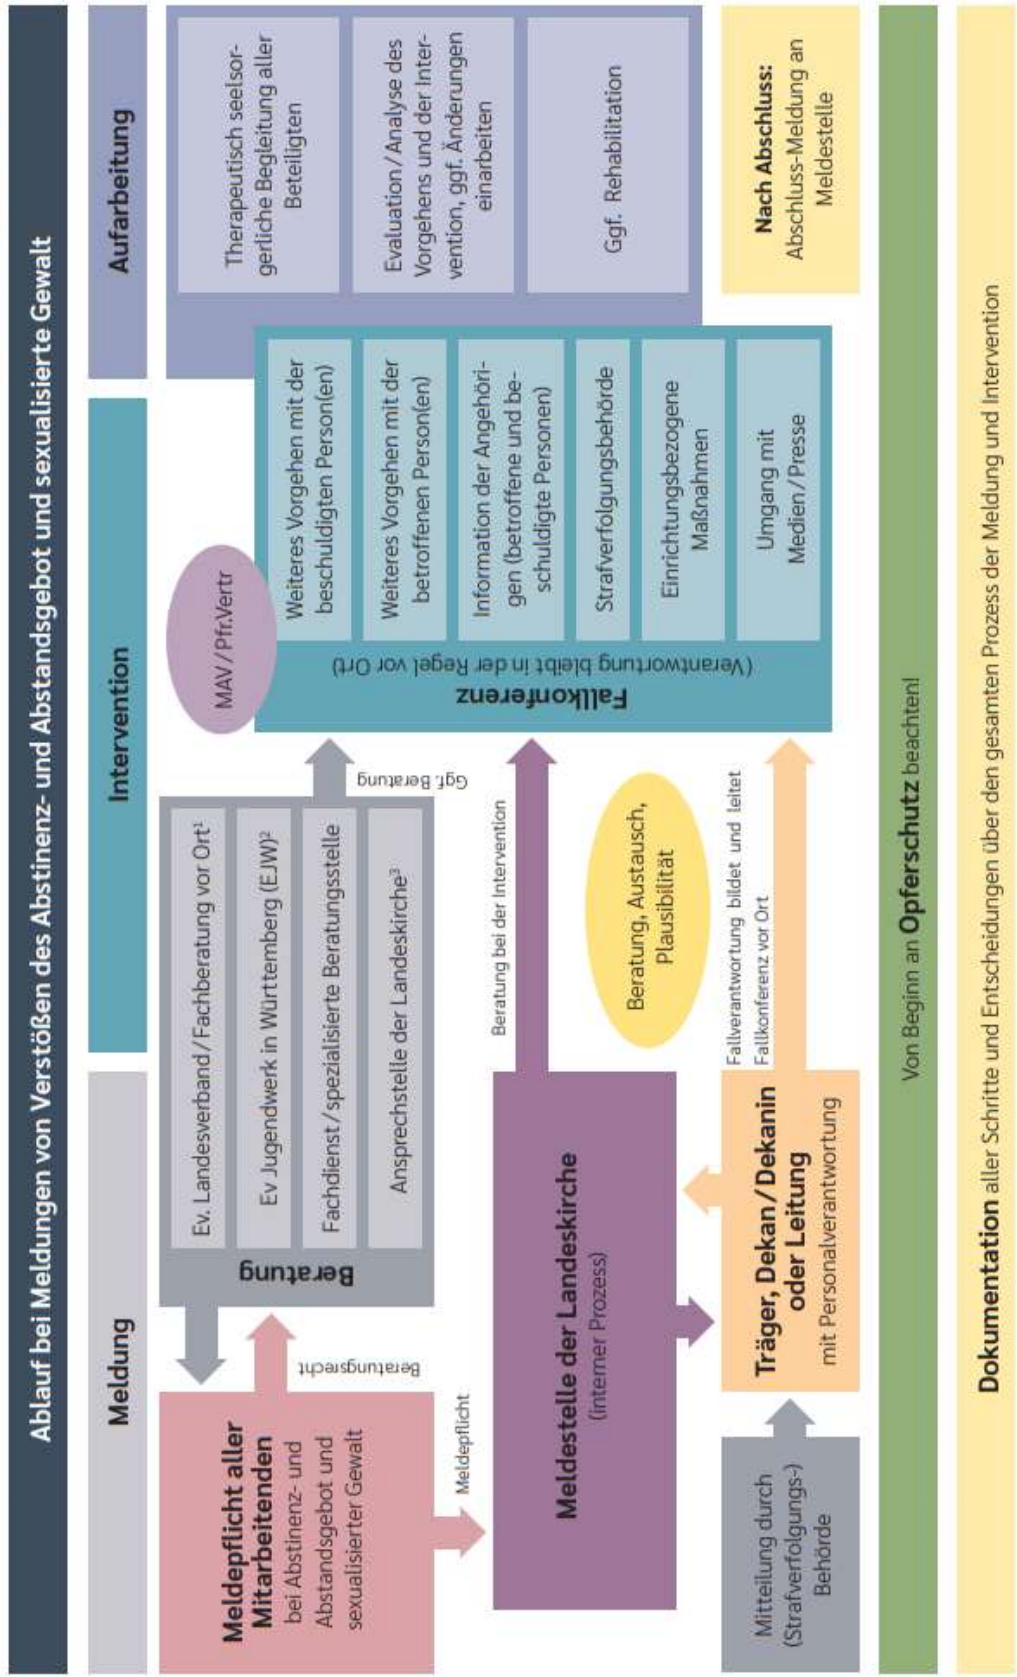 Ablauf bei Meldungen von Verstößen des Abstinenz- und Abstandsgebot und sexualisierte Gewalt
Meldung
Intervention
Aufarbeitung
Meldepflicht aller
Mitarbeitenden
bei Abstinenz- und
Abstandsgebot und
sexualisierter Gewalt
Beratungsrecht
Meldepflicht
Beratung
Ev. Landesverband/Fachberatung vor Ort¹
Ev Jugendwerk in Württemberg (EJW)²
Fachdienst/spezialisierte Beratungsstelle
Ansprechstelle der Landeskirche³
Ggf. Beratung
MAV/Pfr.Vertr
Fallkonferenz
(Verantwortung bleibt in der Regel vor Ort)
Weiteres Vorgehen mit der
beschuldigten Person(en)
Weiteres Vorgehen mit der
betroffenen Person(en)
Information der Angehöri-
gen (betroffene und be-
schuldigte Personen)
Strafverfolgungsbehörde
Einrichtungsbezogene
Maßnahmen
Umgang mit
Medien/Presse
Therapeutisch seelsor-
gerliche Begleitung aller
Beteiligten
Evaluation/Analyse des
Vorgehens und der Inter-
vention, ggf. Änderungen
einarbeiten
Ggf. Rehabilitation
Meldestelle der Landeskirche
(interner Prozess)
Beratung bei der Intervention
Beratung, Austausch,
Plausibilität
Mitteilung durch
(Strafverfolgungs-)
Behörde
Träger, Dekan/Dekanin
oder Leitung
mit Personalverantwortung
Fallverantwortung bildet und leitet
Fallkonferenz vor Ort
Nach Abschluss:
Abschluss-Meldung an
Meldestelle
Von Beginn an Opferschutz beachten!
Dokumentation aller Schritte und Entscheidungen über den gesamten Prozess der Meldung und Intervention